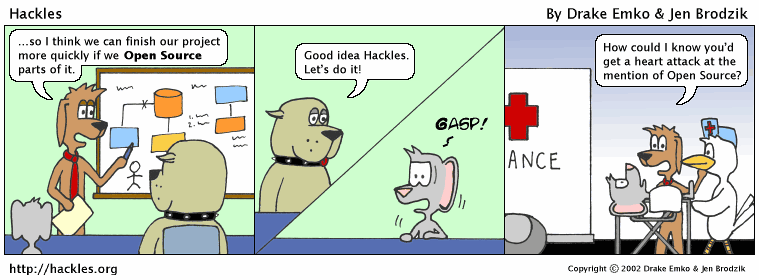 Hackles
By Drake Emko & Jen Brodzik
...so I think we can finish our project
more quickly if we Open Source
parts of it.
1.
2.
Good idea Hackles.
Let's do it!
GASP!
ANCE
How could I know you'd
get a heart attack at the
mention of Open Source?
http://hackles.org
Copyright © 2002 Drake Emko & Jen Brodzik